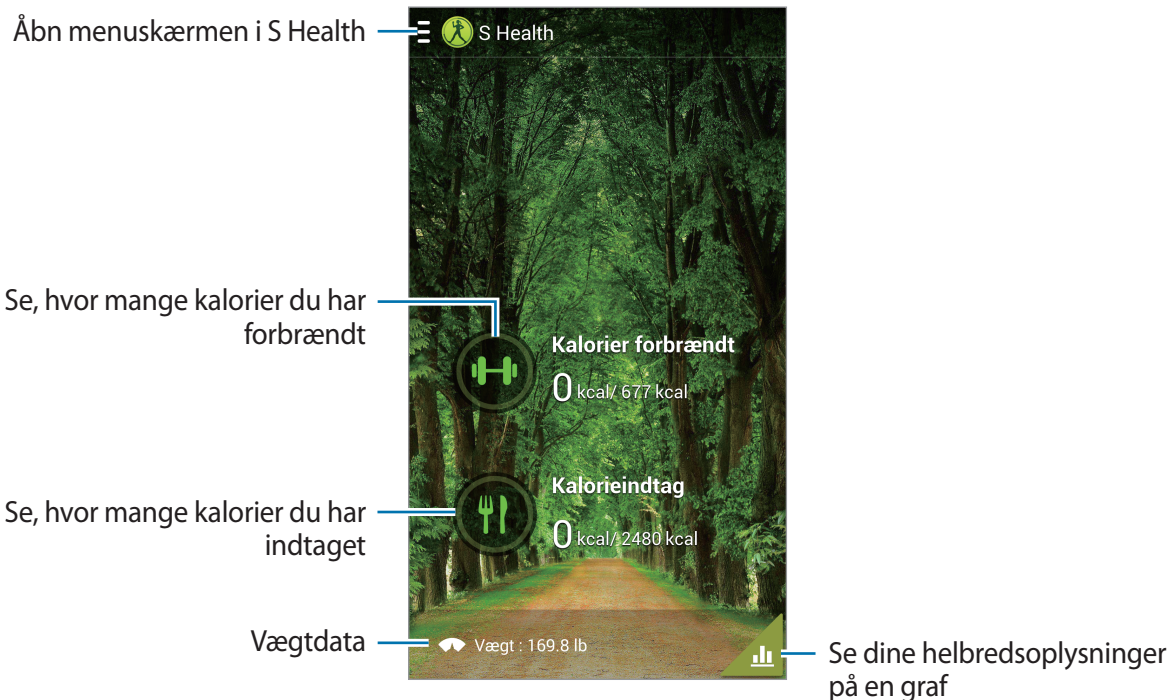 Åbn menuskærmen i S Health
S Health
Se, hvor mange kalorier du har
forbrændt
Kalorier forbrændt
0 kcal/ 677 kcal
Se, hvor mange kalorier du har
indtaget
Kalorieindtag
0 kcal/ 2480 kcal
Vægtdata
Vægt : 169.8 lb
Se dine helbredsoplysninger
på en graf